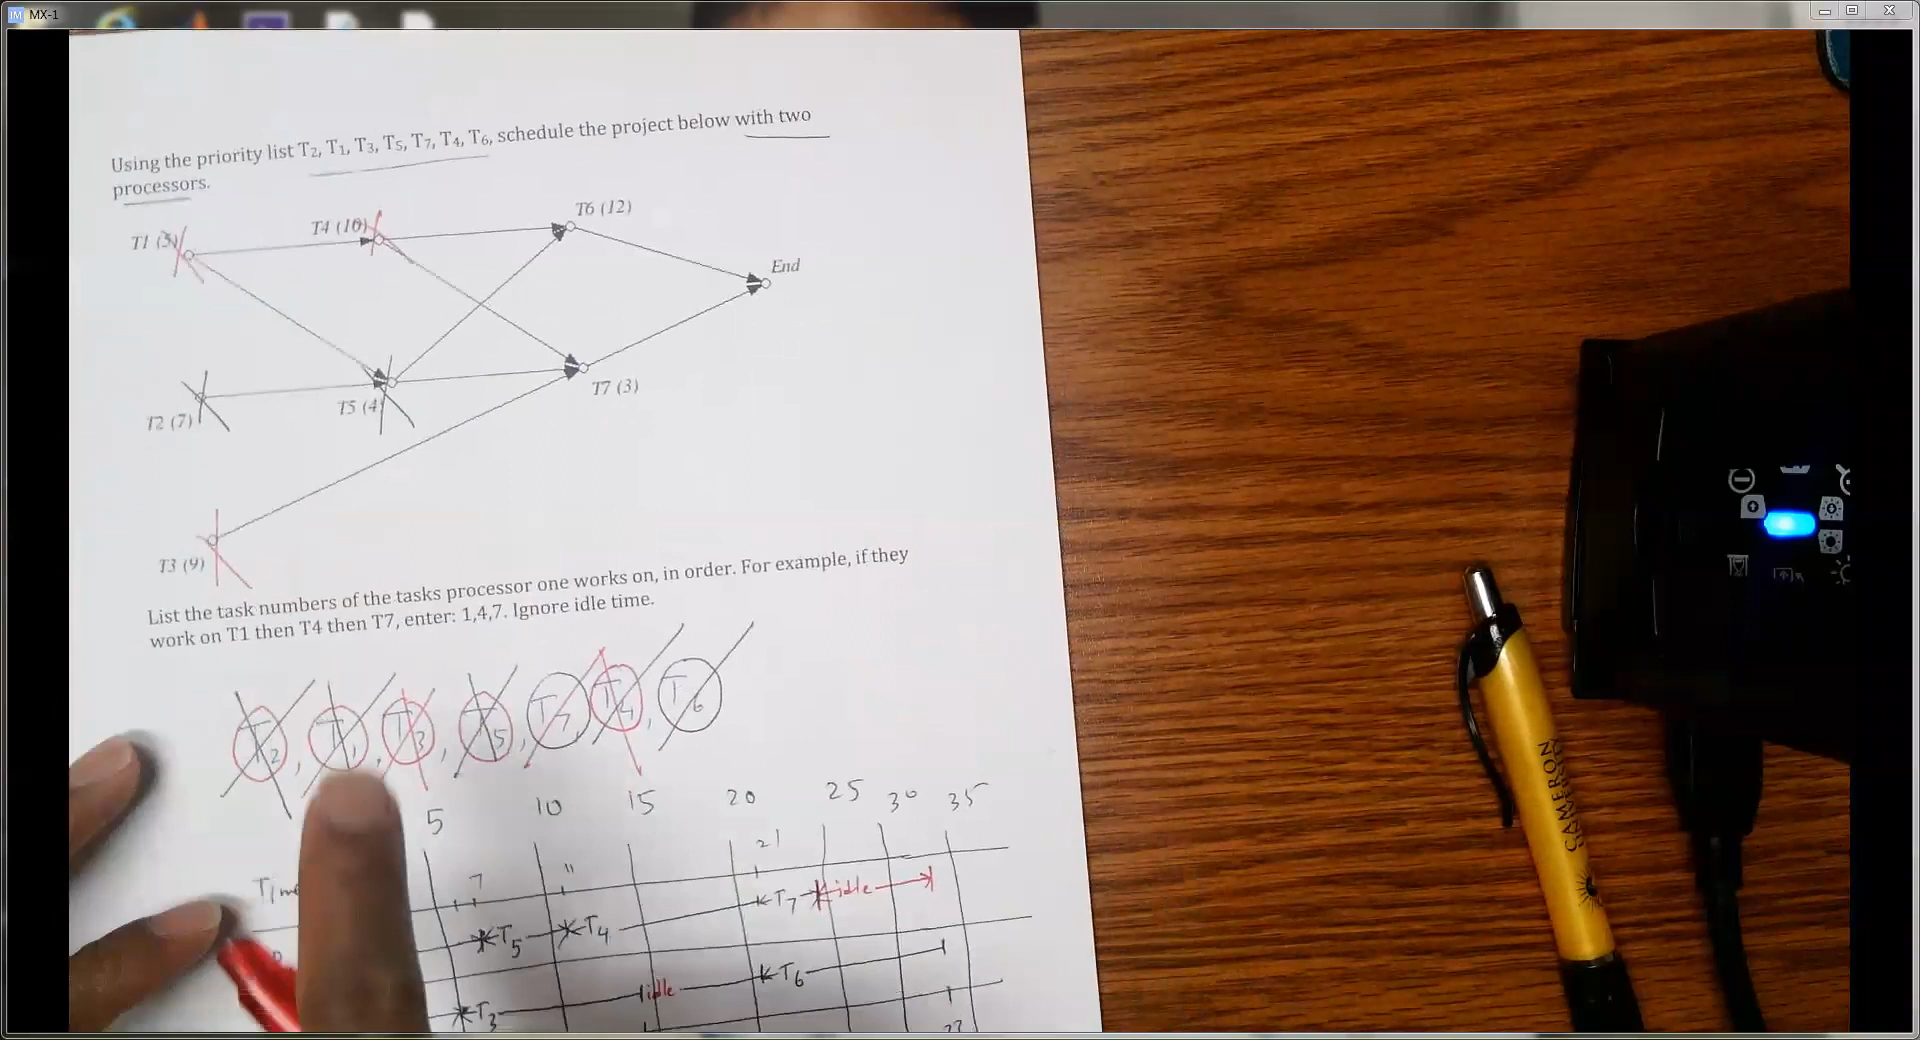 MX-1
Using the priority list T2, T1, T3, T5, T7, T4, T6, schedule the project below with two
processors.
T6 (12)
T4 (10)
T1 (5)
End
T7 (3)
T5 (4)
T2 (7)
T3 (9)
List the task numbers of the tasks processor one works on, in order. For example, if they
work on T1 then T4 then T7, enter: 1,4,7. Ignore idle time.
T2, T1, T3, T5, T7, T4, T6
5 10 15 20 25 30 35
7 11 21
T5 T4 T7 idle
T3 idle T6
CAMERON
UNIVERSITY